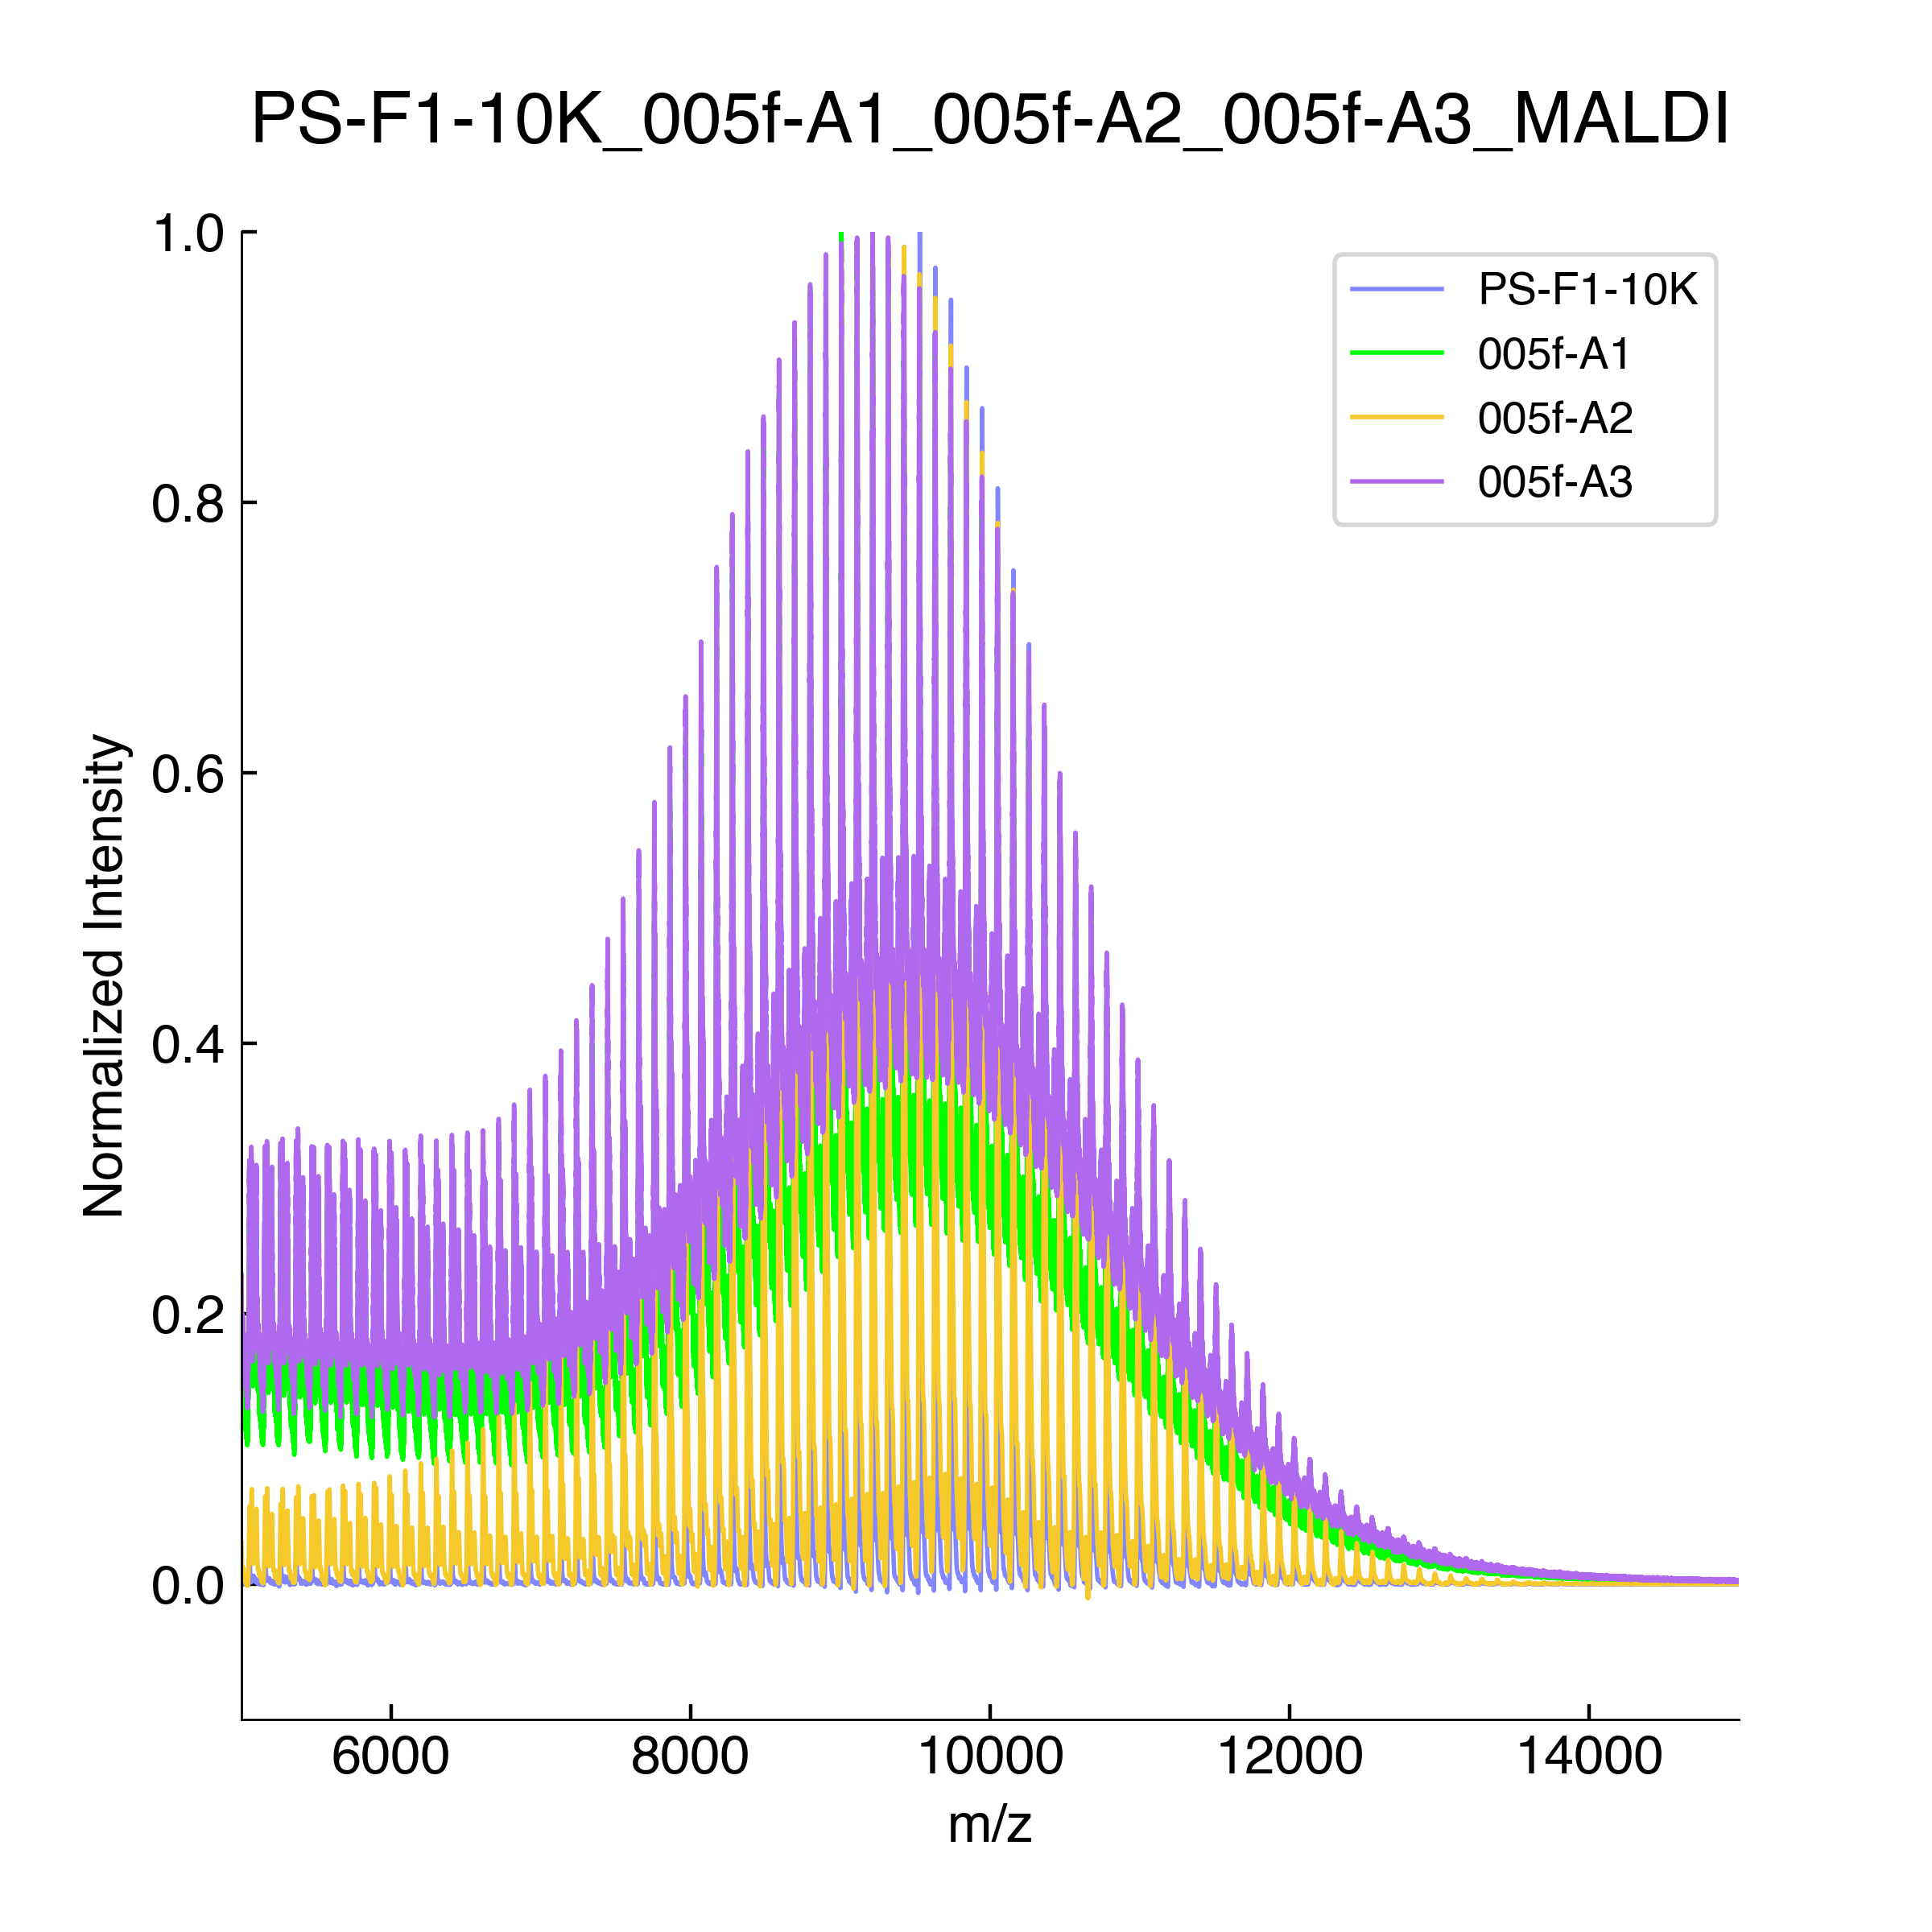 PS-F1-10K_005f-A1_005f-A2_005f-A3_MALDI
1.0
0.8
0.6
0.4
0.2
0.0
Normalized Intensity
PS-F1-10K
005f-A1
005f-A2
005f-A3
6000 8000 10000 12000 14000
m/z